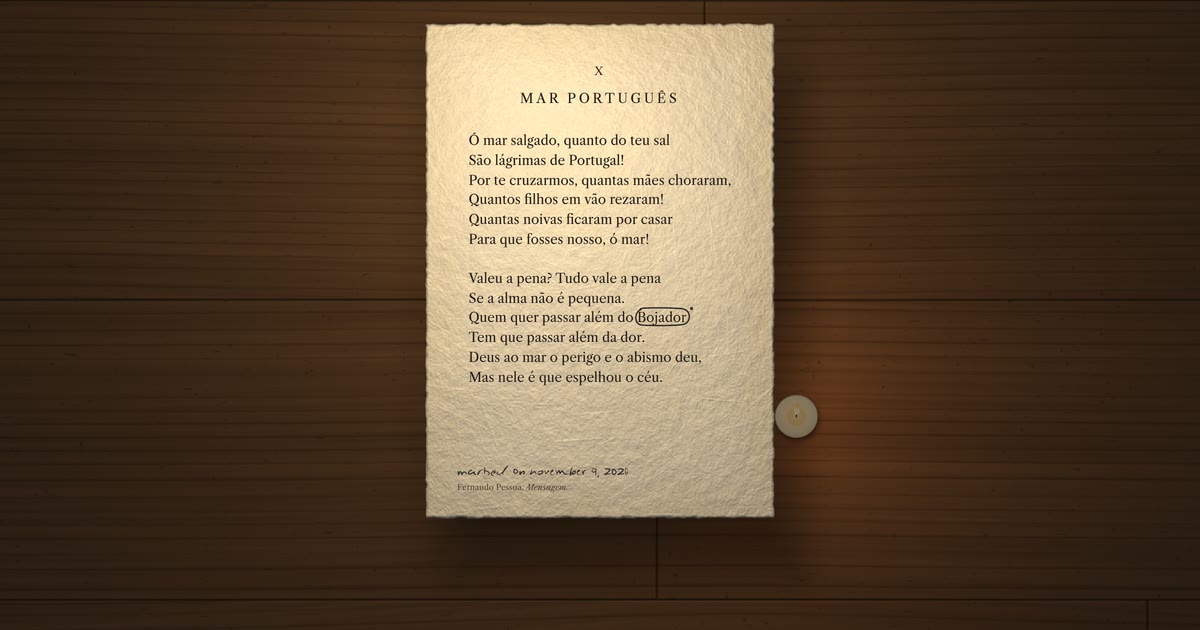 X
MAR PORTUGUÊS
Ó mar salgado, quanto do teu sal
São lágrimas de Portugal!
Por te cruzarmos, quantas mães choraram,
Quantos filhos em vão rezaram!
Quantas noivas ficaram por casar
Para que fosses nosso, ó mar!
Valeu a pena? Tudo vale a pena
Se a alma não é pequena.
Quem quer passar além do Bojador*
Tem que passar além da dor.
Deus ao mar o perigo e o abismo deu,
Mas nele é que espelhou o céu.
marked on november 9,
Fernando Pessoa, Mensagem